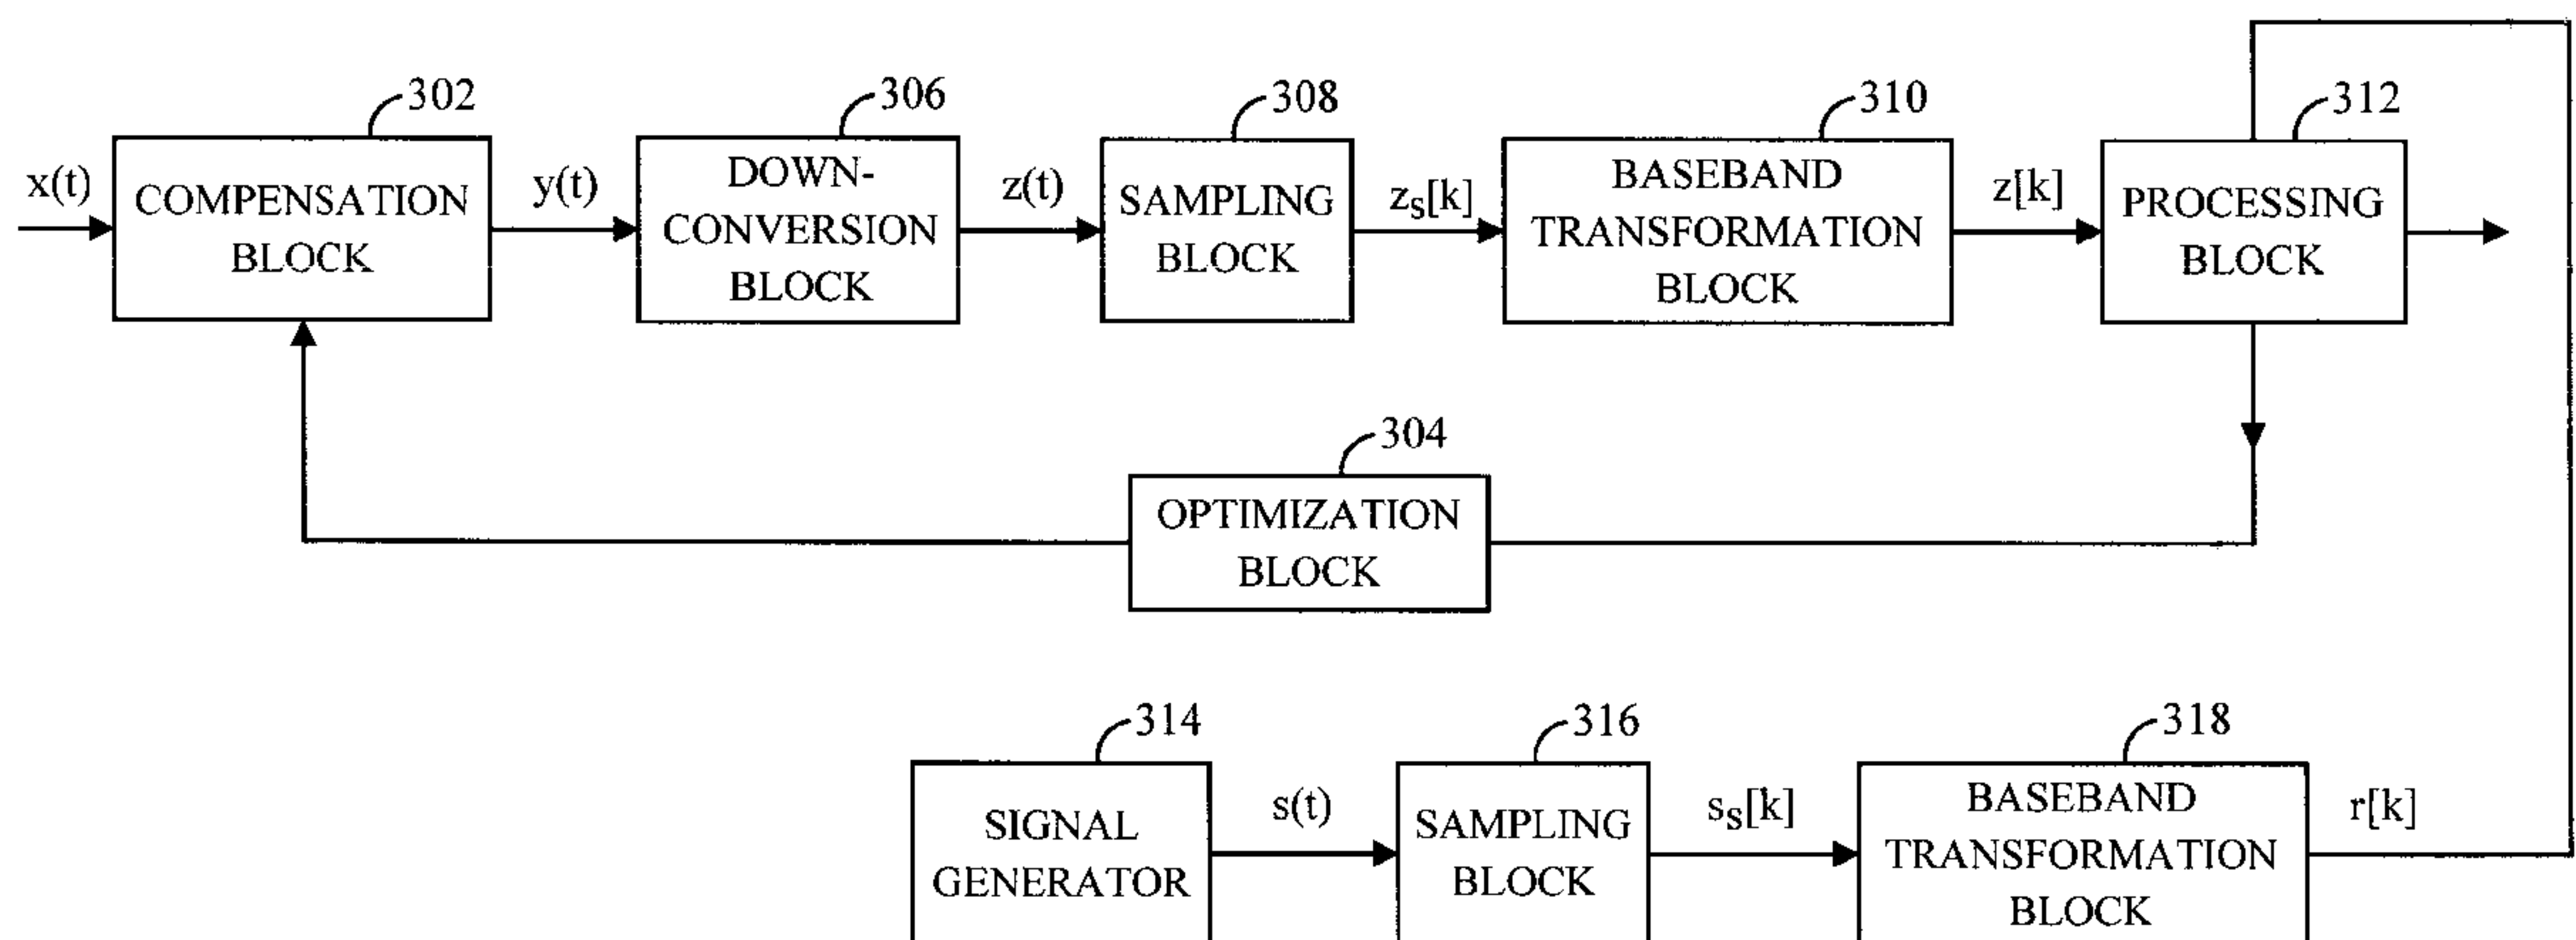 302
306
308
310
312
x(t)
COMPENSATION
BLOCK
y(t)
DOWN-
CONVERSION
BLOCK
z(t)
SAMPLING
BLOCK
zs[k]
BASEBAND
TRANSFORMATION
BLOCK
z[k]
PROCESSING
BLOCK
304
OPTIMIZATION
BLOCK
314
316
318
SIGNAL
GENERATOR
s(t)
SAMPLING
BLOCK
ss[k]
BASEBAND
TRANSFORMATION
BLOCK
r[k]